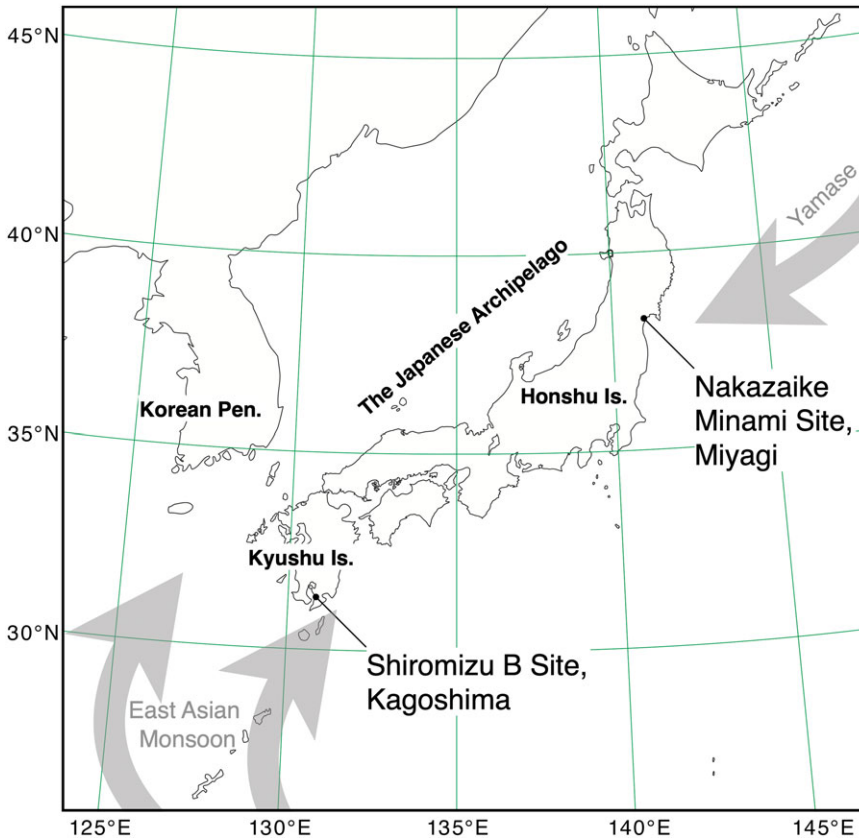 45°N
40°N
35°N
30°N
Yamase
The Japanese Archipelago
Korean Pen.
Honshu Is.
Nakazaike
Minami Site,
Miyagi
Kyushu Is.
Shiromizu B Site,
Kagoshima
East Asian
Monsoon
125°E
130°E
135°E
140°E
145°E